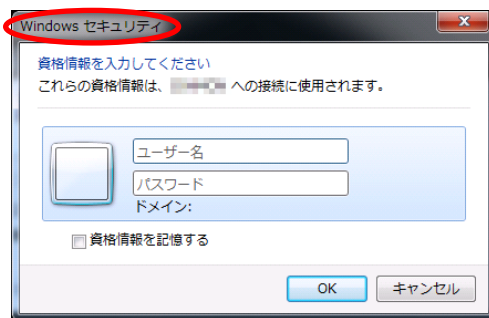 Windows セキュリティ
資格情報を入力してください
これらの資格情報は、 への接続に使用されます。
ユーザー名
パスワード
ドメイン:
資格情報を記憶する
OK キャンセル